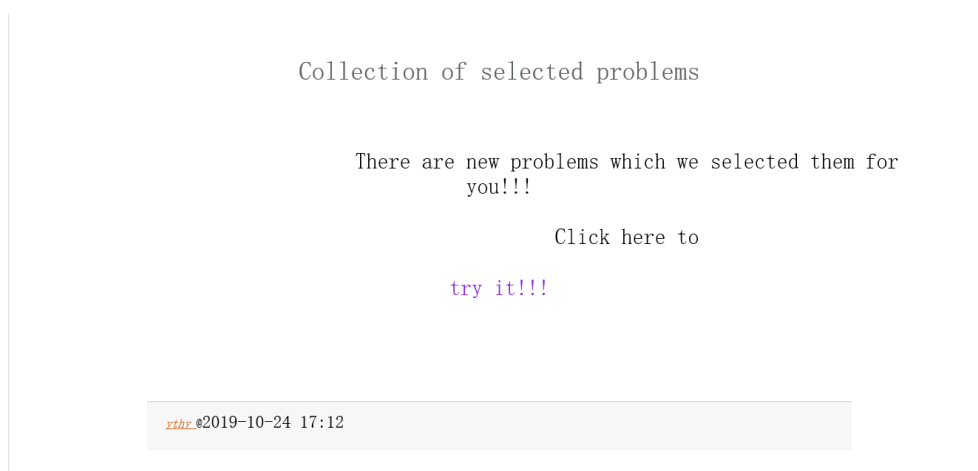 Collection of selected problems
There are new problems which we selected them for
you!!!
Click here to
try it!!!
ythy @2019-10-24 17:12